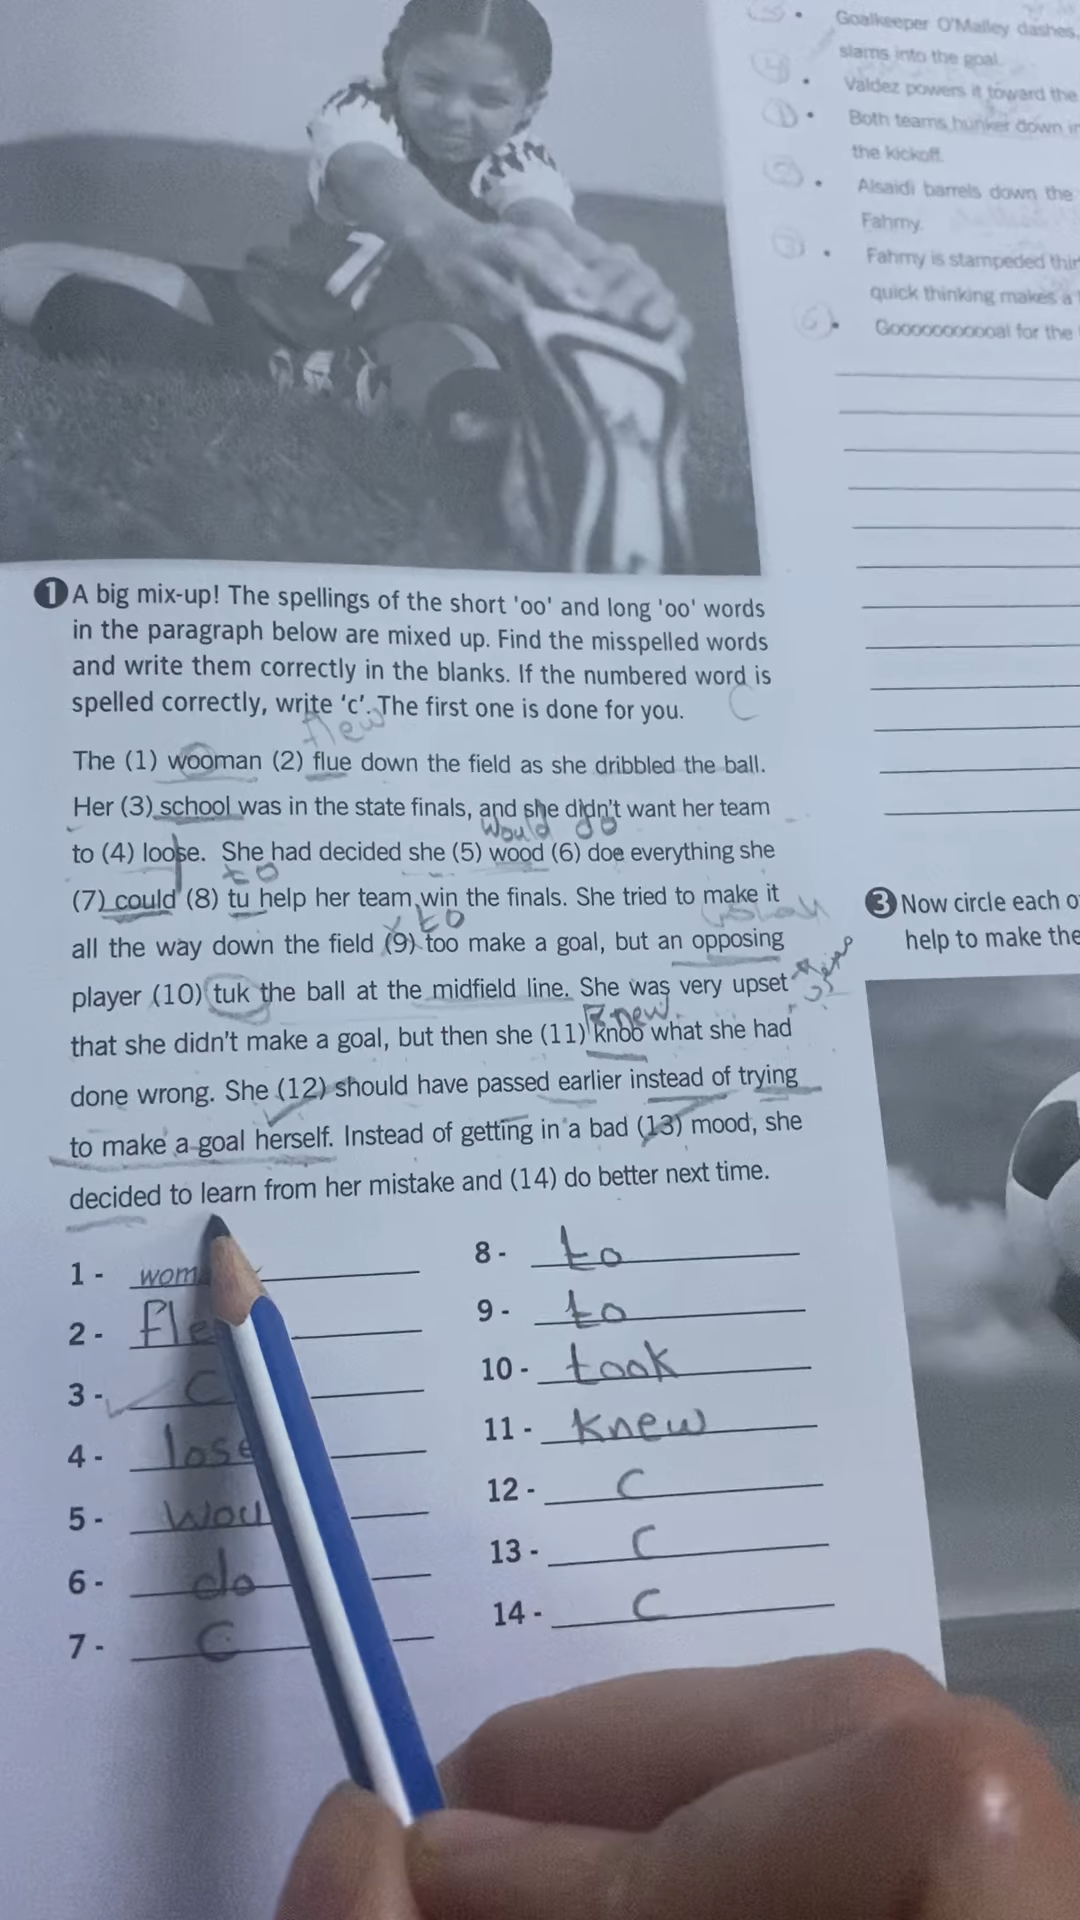 Goalkeeper O'Malley dashes,
slams into the goal.
Valdez powers it toward the
Both teams hunker down in
the kickoff.
Alsaidi barrels down the
Fahmy.
Fahmy is stampeded
quick thinking makes a
Gooooooooooal for the
1 A big mix-up! The spellings of the short 'oo' and long 'oo' words
in the paragraph below are mixed up. Find the misspelled words
and write them correctly in the blanks. If the numbered word is
spelled correctly, write 'c'. The first one is done for you.
C
flew
The (1) wooman (2) flue down the field as she dribbled the ball.
Her (3) school was in the state finals, and she didn't want her team
would do
to (4) loose. She had decided she (5) wood (6) doe everything she
to
(7) could (8) tu help her team win the finals. She tried to make it
to
all the way down the field (9) too make a goal, but an opposing
player (10) tuk the ball at the midfield line. She was very upset
knew
that she didn't make a goal, but then she (11) knoo what she had
done wrong. She (12) should have passed earlier instead of trying
to make a goal herself. Instead of getting in a bad (13) mood, she
decided to learn from her mistake and (14) do better next time.
1 - wom
2 - fle
3 - C
4 - lose
5 - wou
6 - do
7 - C
8 - to
9 - to
10 - took
11 - knew
12 - C
13 - C
14 - C
3 Now circle each o
help to make the
7